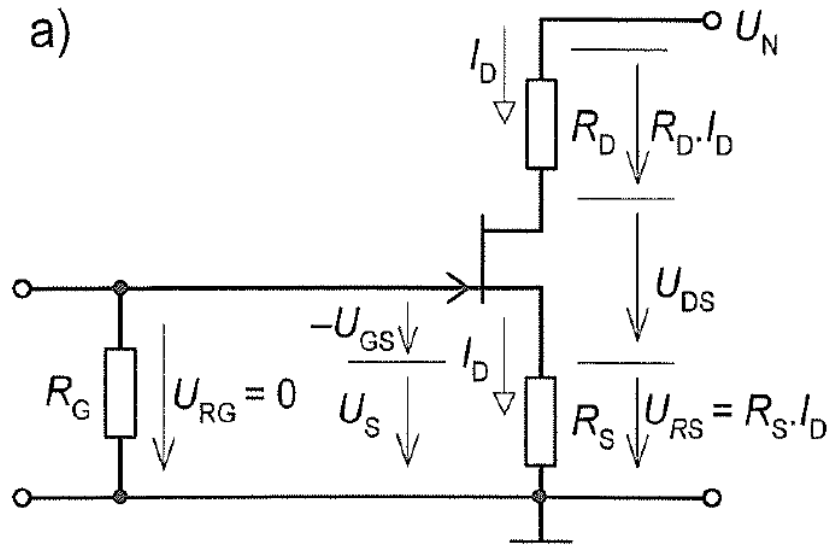 a)
U_N
I_D
R_D
R_D.I_D
U_DS
–U_GS
I_D
R_G
U_RG = 0
U_S
R_S
U_RS = R_S.I_D